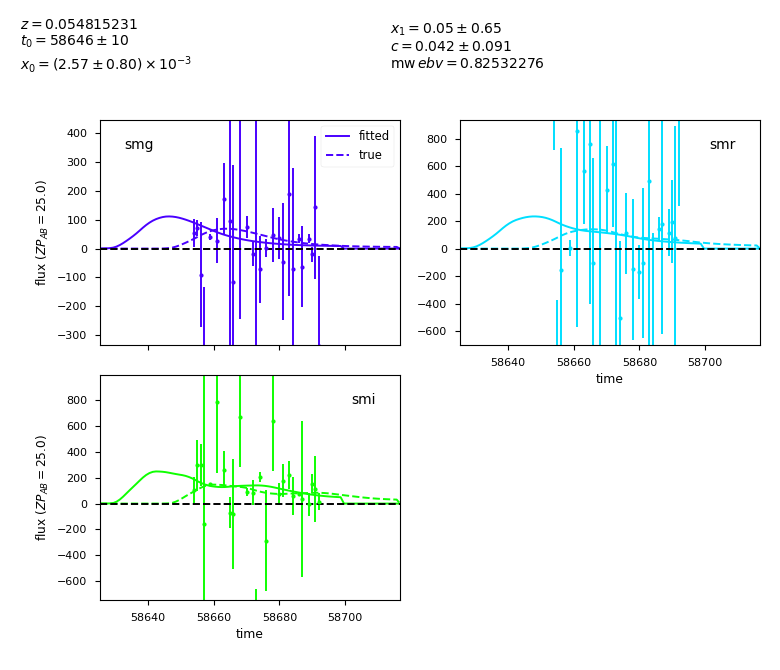 z = 0.054815231
t₀ = 58646 ± 10
x₀ = (2.57 ± 0.80) × 10⁻³
x₁ = 0.05 ± 0.65
c = 0.042 ± 0.091
mw ebv = 0.82532276
smg
fitted
true
400
300
200
100
0
−100
−200
−300
flux (ZP_AB = 25.0)
smr
800
600
400
200
0
−200
−400
−600
58640 58660 58680 58700
time
smi
800
600
400
200
0
−200
−400
−600
flux (ZP_AB = 25.0)
58640 58660 58680 58700
time